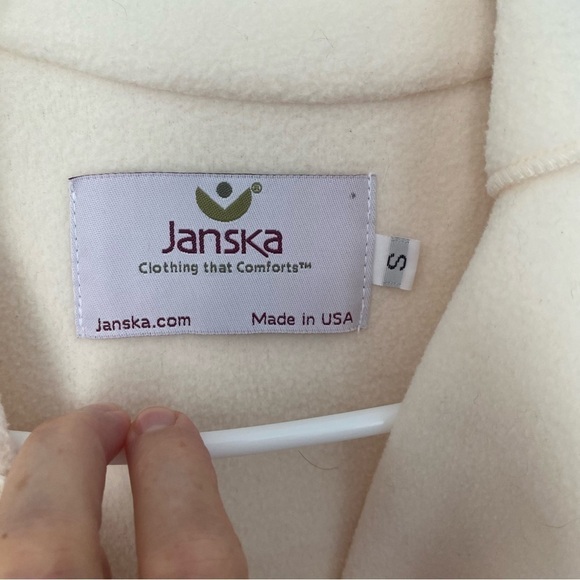 ®
Janska
Clothing that Comforts™
Janska.com Made in USA
S